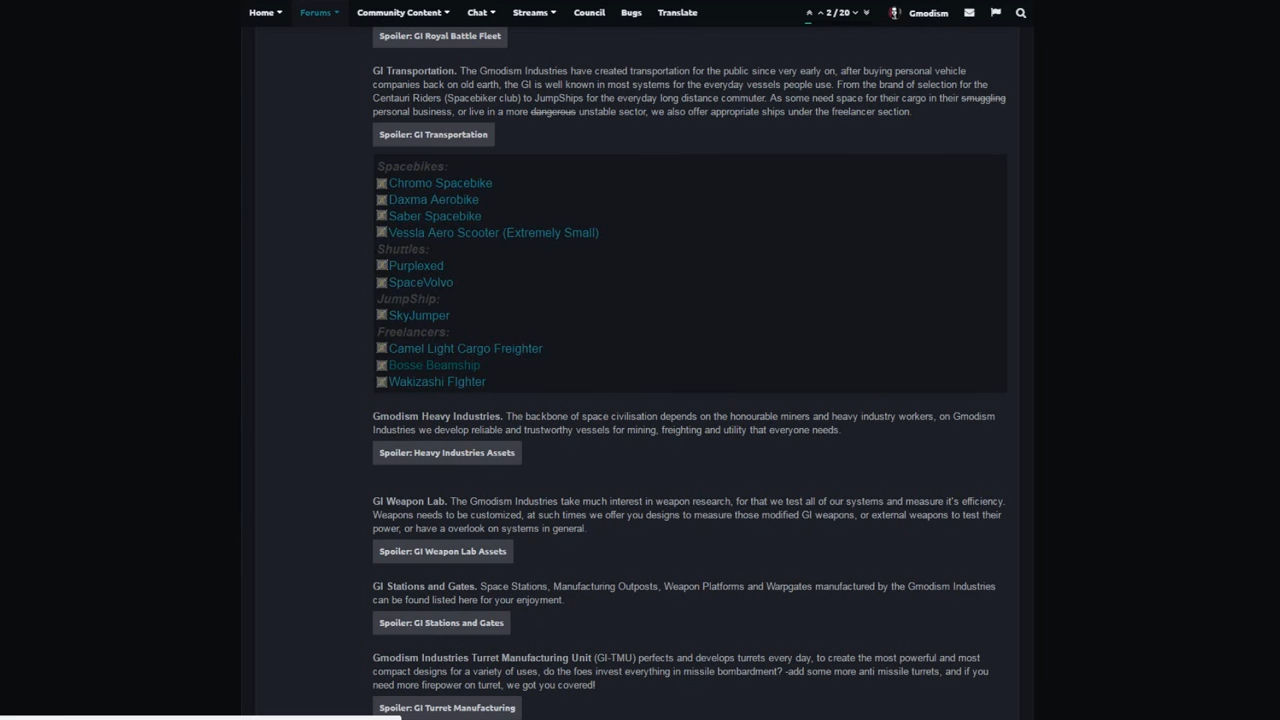 Home Forums Community Content Chat Streams Council Bugs Translate 2 / 20 Gmodism
Spoiler: GI Royal Battle Fleet
GI Transportation. The Gmodism Industries have created transportation for the public since very early on, after buying personal vehicle
companies back on old earth, the GI is well known in most systems for the everyday vessels people use. From the brand of selection for the
Centauri Riders (Spacebiker club) to JumpShips for the everyday long distance commuter. As some need space for their cargo in their smuggling
personal business, or live in a more dangerous unstable sector, we also offer appropriate ships under the freelancer section.
Spoiler: GI Transportation
Spacebikes:
Chromo Spacebike
Daxma Aerobike
Saber Spacebike
Vessla Aero Scooter (Extremely Small)
Shuttles:
Purplexed
SpaceVolvo
JumpShip:
SkyJumper
Freelancers:
Camel Light Cargo Freighter
Bosse Beamship
Wakizashi FIghter
Gmodism Heavy Industries. The backbone of space civilisation depends on the honourable miners and heavy industry workers, on Gmodism
Industries we develop reliable and trustworthy vessels for mining, freighting and utility that everyone needs.
Spoiler: Heavy Industries Assets
GI Weapon Lab. The Gmodism Industries take much interest in weapon research, for that we test all of our systems and measure it's efficiency.
Weapons needs to be customized, at such times we offer you designs to measure those modified GI weapons, or external weapons to test their
power, or have a overlook on systems in general.
Spoiler: GI Weapon Lab Assets
GI Stations and Gates. Space Stations, Manufacturing Outposts, Weapon Platforms and Warpgates manufactured by the Gmodism Industries
can be found listed here for your enjoyment.
Spoiler: GI Stations and Gates
Gmodism Industries Turret Manufacturing Unit (GI-TMU) perfects and develops turrets every day, to create the most powerful and most
compact designs for a variety of uses, do the foes invest everything in missile bombardment? -add some more anti missile turrets, and if you
need more firepower on turret, we got you covered!
Spoiler: GI Turret Manufacturing